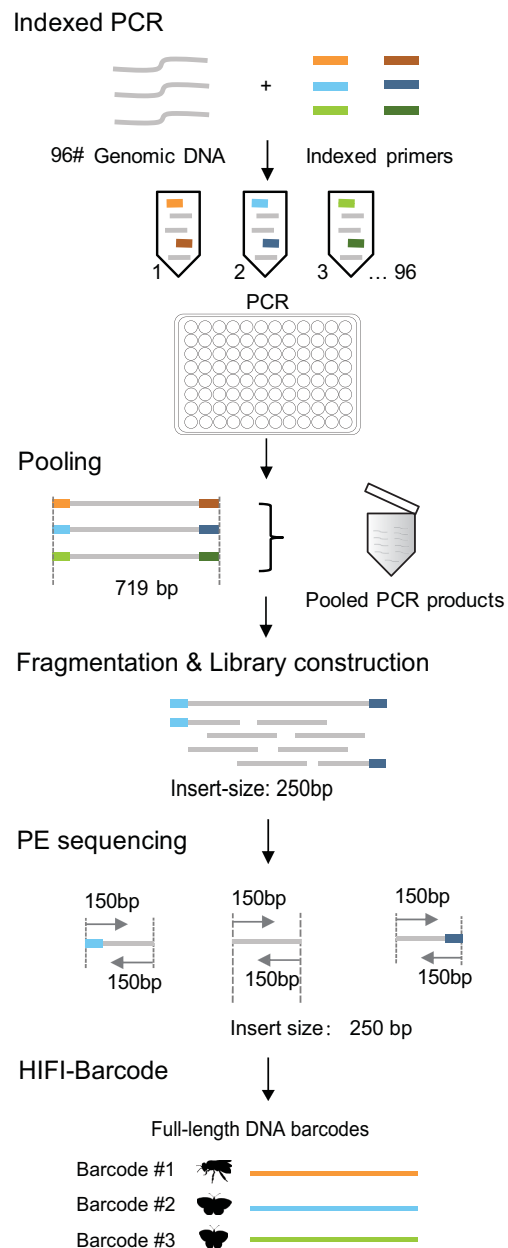 Indexed PCR
+
96# Genomic DNA
Indexed primers
1 2 3 … 96
PCR
Pooling
719 bp
Pooled PCR products
Fragmentation & Library construction
Insert-size: 250bp
PE sequencing
150bp 150bp 150bp
150bp 150bp 150bp
Insert size: 250 bp
HIFI-Barcode
Full-length DNA barcodes
Barcode #1
Barcode #2
Barcode #3